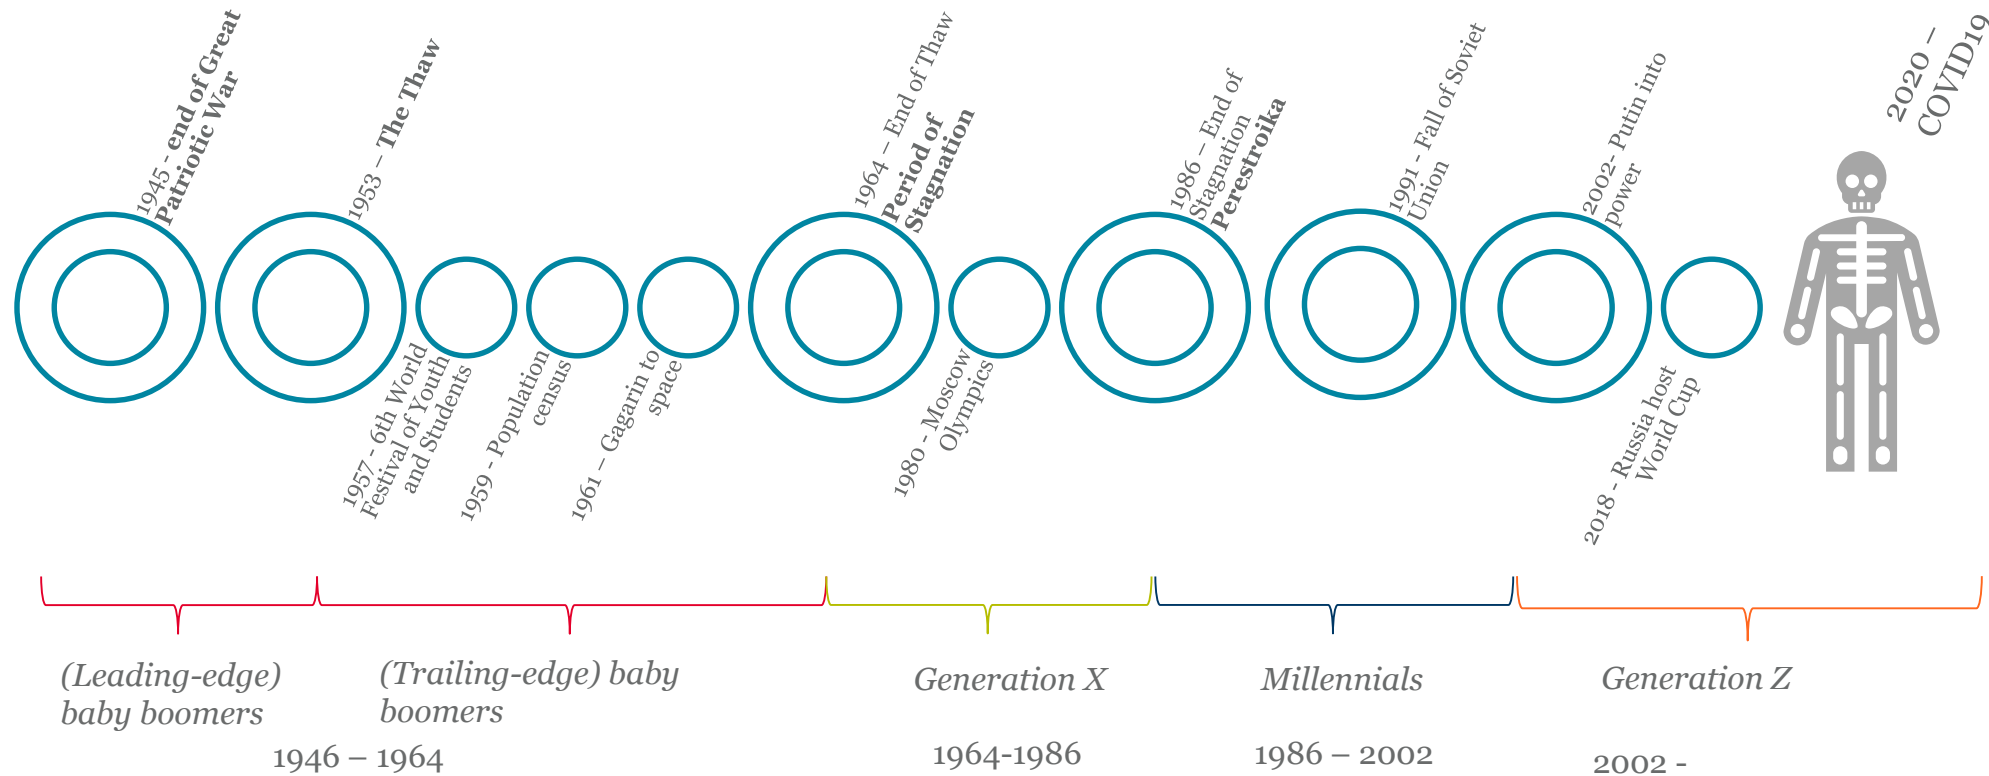 1945 - end of Great
Patriotic War
1953 – The Thaw
1957 - 6th World
Festival of Youth
and Students
1959 - Population
census
1961 – Gagarin to
space
1964 – End of Thaw
Period of
Stagnation
1980 - Moscow
Olympics
1986 – End of
Stagnation
Perestroika
1991 - Fall of Soviet
Union
2002- Putin into
power
2018 - Russia host
World Cup
2020 –
COVID19
(Leading-edge)
baby boomers
(Trailing-edge) baby
boomers
1946 – 1964
Generation X
1964-1986
Millennials
1986 – 2002
Generation Z
2002 -